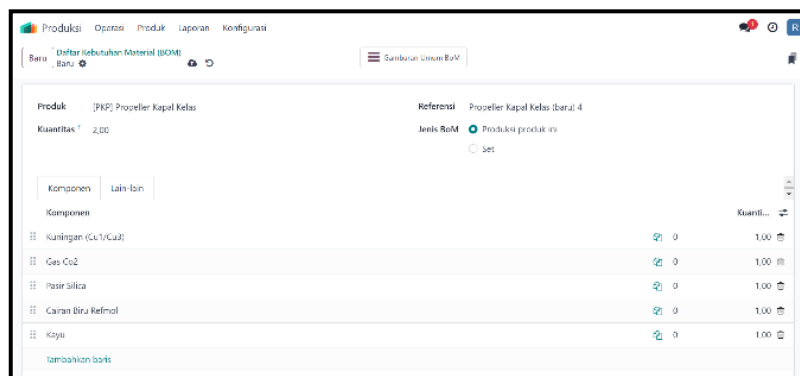 Produksi Operasi Produk Laporan Konfigurasi
1
R
Baru
Daftar Kebutuhan Material (BOM)
Baru
Gambaran Umum BoM
Produk [PKP] Propeller Kapal Kelas
Referensi Propeller Kapal Kelas (baru) 4
Kuantitas ? 2,00
Jenis BoM Produksi produk ini
Set
Komponen Lain-lain
Komponen Kuanti...
Kuningan (Cu1/Cu3) 0 1,00
Gas Co2 0 1,00
Pasir Silica 0 1,00
Cairan Biru Refmol 0 1,00
Kayu 0 1,00
Tambahkan baris